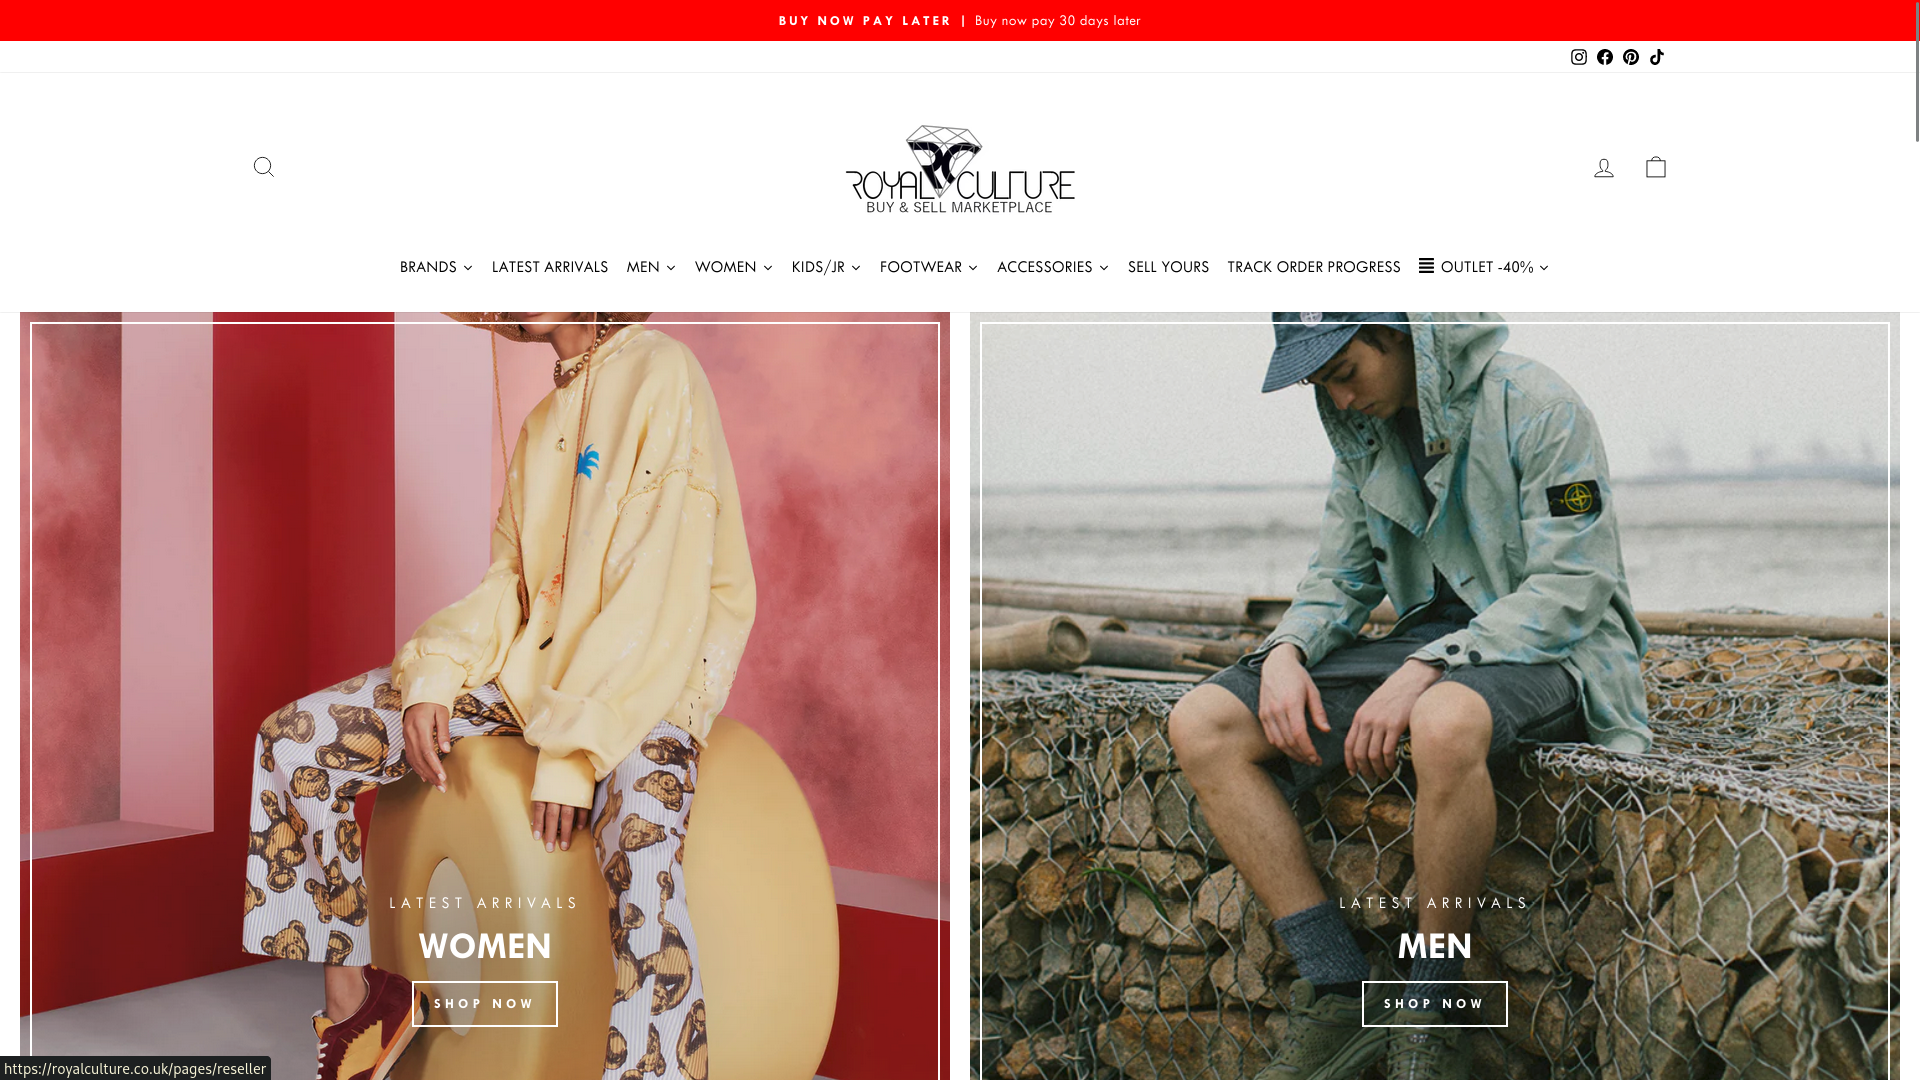 BUY NOW PAY LATER | Buy now pay 30 days later
ROYAL CULTURE
BUY & SELL MARKETPLACE
BRANDS LATEST ARRIVALS MEN WOMEN KIDS/JR FOOTWEAR ACCESSORIES SELL YOURS TRACK ORDER PROGRESS OUTLET -40%
LATEST ARRIVALS
WOMEN
SHOP NOW
LATEST ARRIVALS
MEN
SHOP NOW
https://royalculture.co.uk/pages/reseller